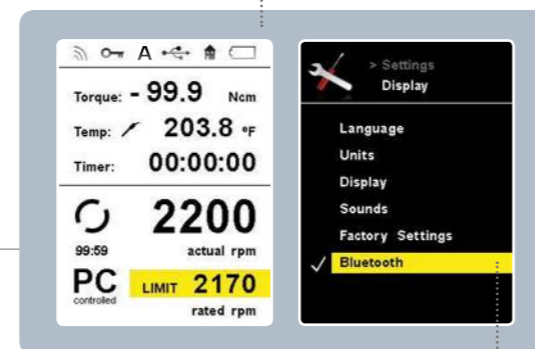 A
Torque: - 99.9 Ncm
Temp: 203.8 °F
Timer: 00:00:00
2200
99:59 actual rpm
PC LIMIT 2170
controlled
rated rpm
> Settings
Display
Language
Units
Display
Sounds
Factory Settings
Bluetooth